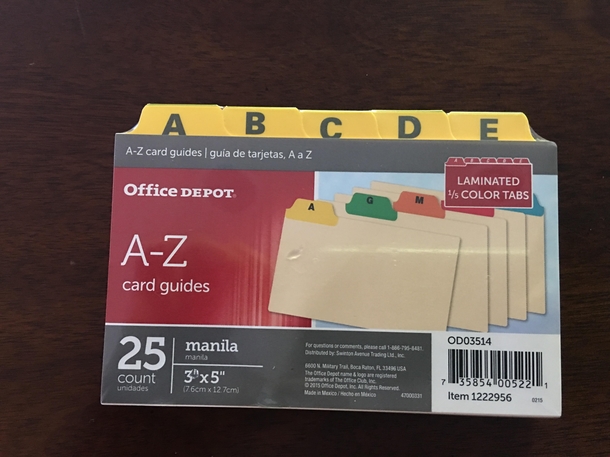 A B C D E
A-Z card guides | guía de tarjetas, A a Z
LAMINATED
1/5 COLOR TABS
Office DEPOT®
A G M
A-Z
card guides
25
count
unidades
manila
manila
3" x 5"
(7.6cm x 12.7cm)
For questions or comments, please call 1-866-795-6481.
Distributed by: Swinton Avenue Trading Ltd., Inc.
6600 N. Military Trail, Boca Raton, FL 33496 USA
The Office Depot name & logo are registered
trademarks of The Office Club, Inc.
© 2015 Office Depot, Inc. All Rights Reserved.
Made in Mexico / Hecho en México
47000331
OD03514
7 35854 00522 1
Item 1222956
0215